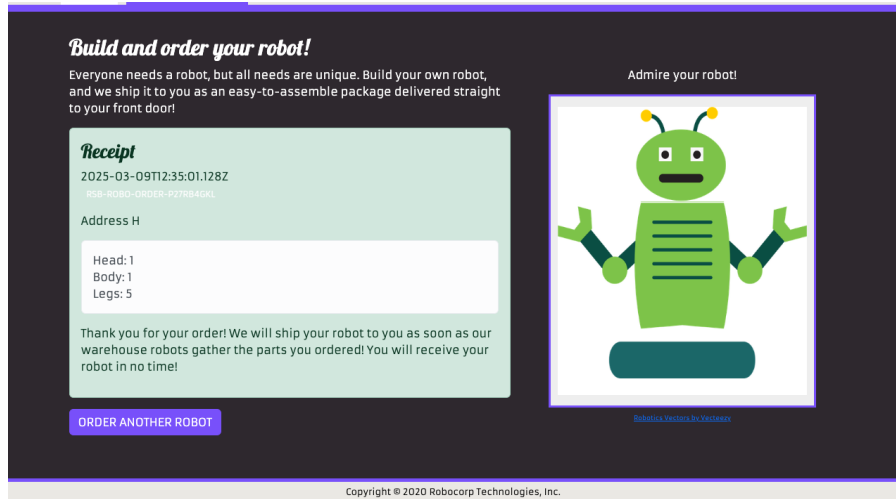 Build and order your robot!
Everyone needs a robot, but all needs are unique. Build your own robot,
and we ship it to you as an easy-to-assemble package delivered straight
to your front door!
Receipt
2025-03-09T12:35:01.128Z
RSB-ROBO-ORDER-P27RB4GKL
Address H
Head: 1
Body: 1
Legs: 5
Thank you for your order! We will ship your robot to you as soon as our
warehouse robots gather the parts you ordered! You will receive your
robot in no time!
ORDER ANOTHER ROBOT
Admire your robot!
Robotics Vectors by Vecteezy
Copyright © 2020 Robocorp Technologies, Inc.